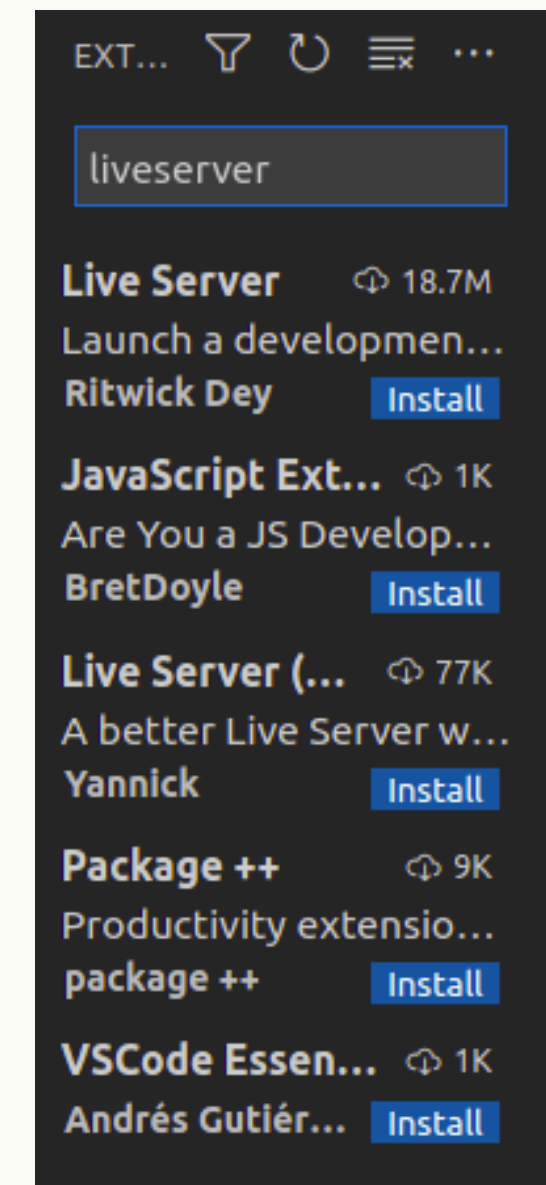 EXT...
liveserver
Live Server 18.7M
Launch a developmen...
Ritwick Dey Install
JavaScript Ext... 1K
Are You a JS Develop...
BretDoyle Install
Live Server (... 77K
A better Live Server w...
Yannick Install
Package ++ 9K
Productivity extensio...
package ++ Install
VSCode Essen... 1K
Andrés Gutiér... Install